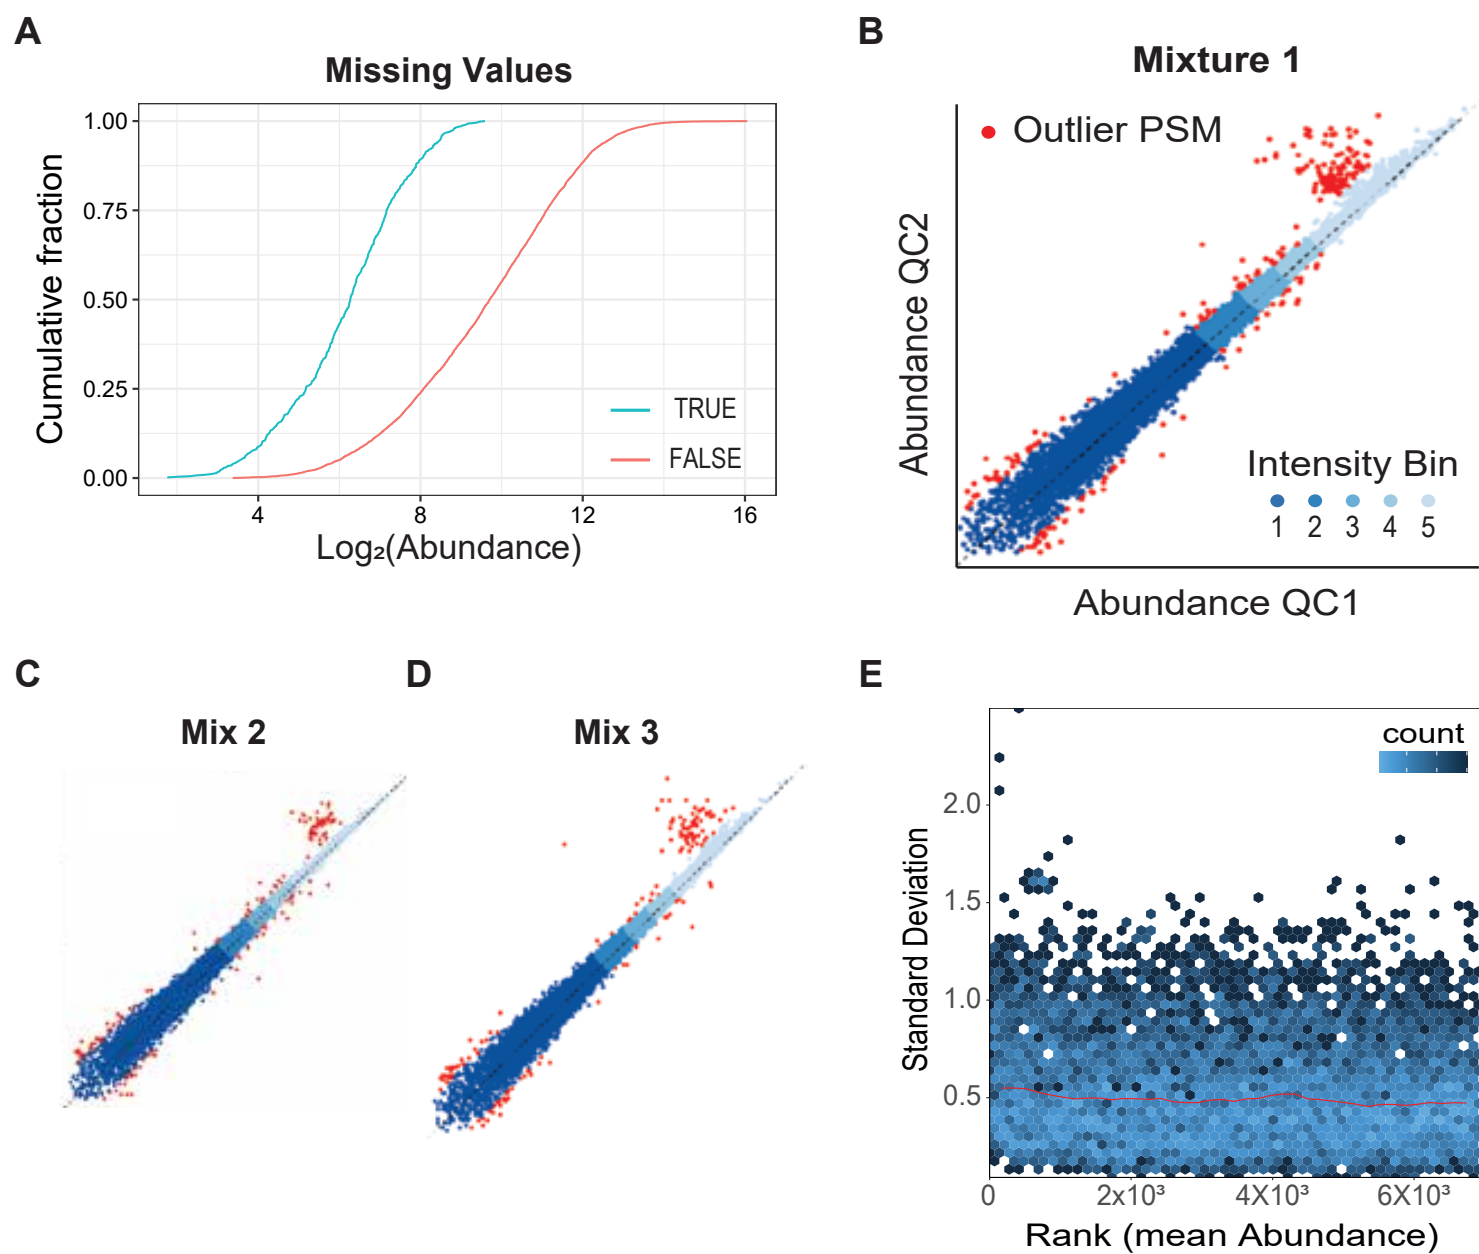 A
Missing Values
Cumulative fraction
1.00
0.75
0.50
0.25
0.00
TRUE
FALSE
4 8 12 16
Log₂(Abundance)
B
Mixture 1
Outlier PSM
Abundance QC2
Intensity Bin
1 2 3 4 5
Abundance QC1
C
Mix 2
D
Mix 3
E
count
Standard Deviation
2.0
1.5
1.0
0.5
0 2x10³ 4X10³ 6X10³
Rank (mean Abundance)